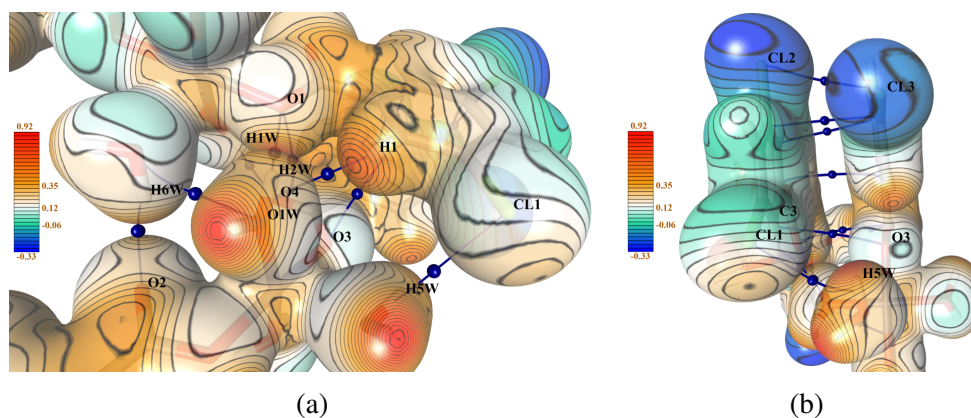 0.92
0.35
0.12
-0.06
-0.33
O1
H1W
H1
H2W
H6W
O4
O1W
CL1
O3
O2
H5W
(a)
0.92
0.35
0.12
-0.06
-0.33
CL2
CL3
C3
CL1
O3
H5W
(b)